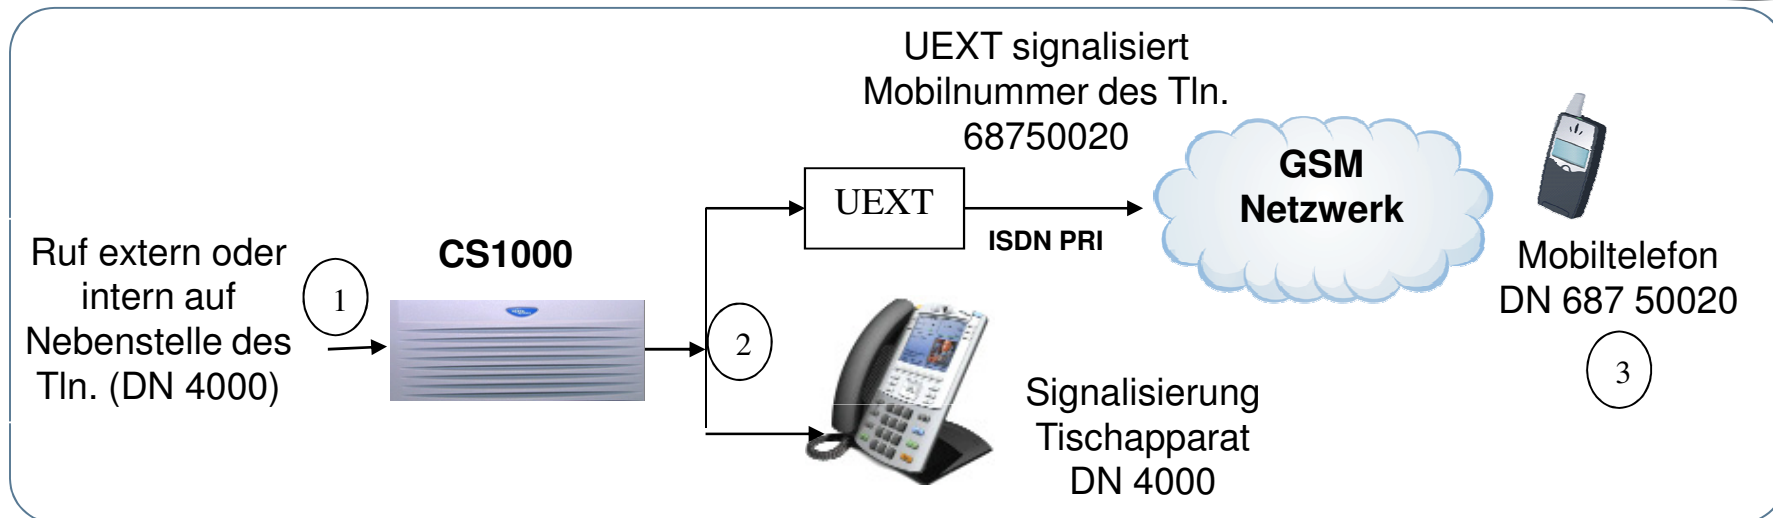 UEXT signalisiert
Mobilnummer des Tln.
68750020
GSM
Netzwerk
UEXT
ISDN PRI
Ruf extern oder
intern auf
Nebenstelle des
Tln. (DN 4000)
1
CS1000
2
Mobiltelefon
DN 687 50020
3
Signalisierung
Tischapparat
DN 4000